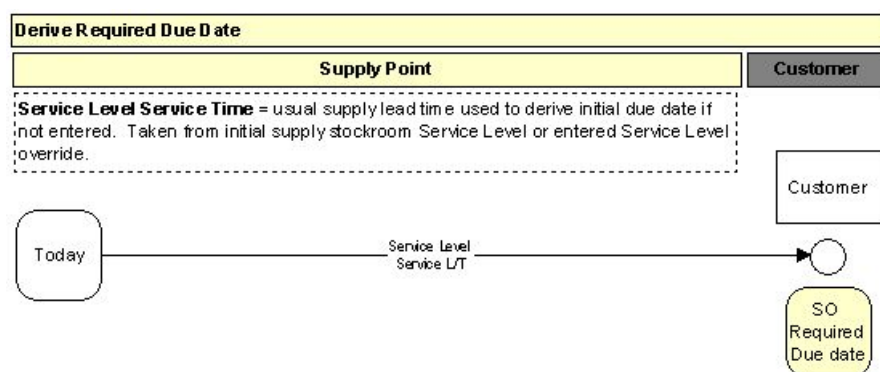 Derive Required Due Date
Supply Point
Customer
Service Level Service Time = usual supply lead time used to derive initial due date if
not entered. Taken from initial supply stockroom Service Level or entered Service Level
override.
Customer
Today
Service Level
Service L/T
SO
Required
Due date